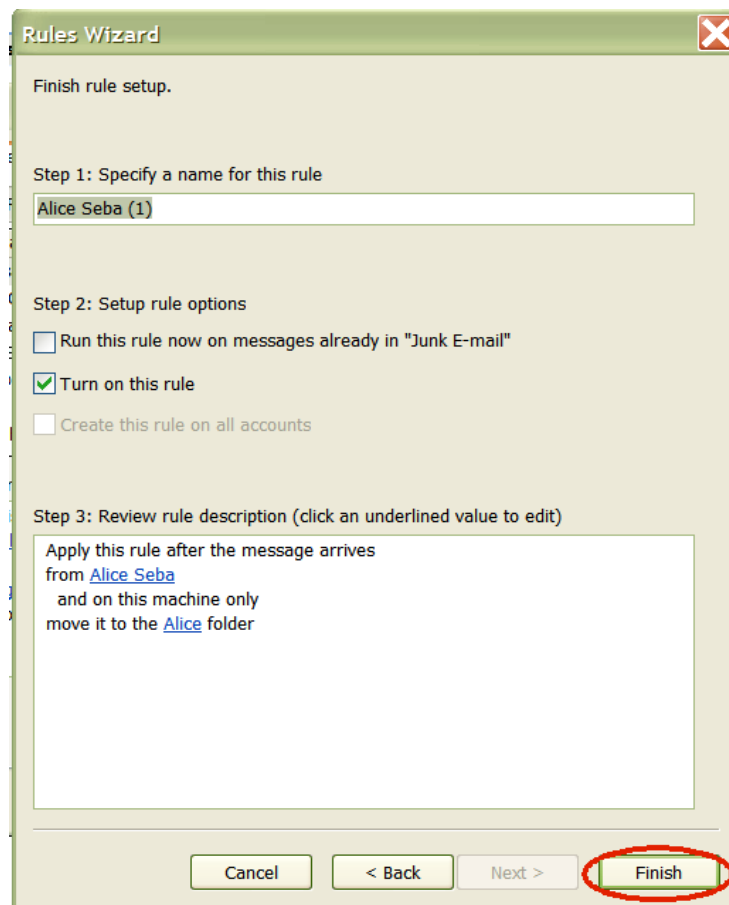 Rules Wizard
Finish rule setup.
Step 1: Specify a name for this rule
Alice Seba (1)
Step 2: Setup rule options
Run this rule now on messages already in "Junk E-mail"
Turn on this rule
Create this rule on all accounts
Step 3: Review rule description (click an underlined value to edit)
Apply this rule after the message arrives
from Alice Seba
and on this machine only
move it to the Alice folder
Cancel
< Back
Next >
Finish